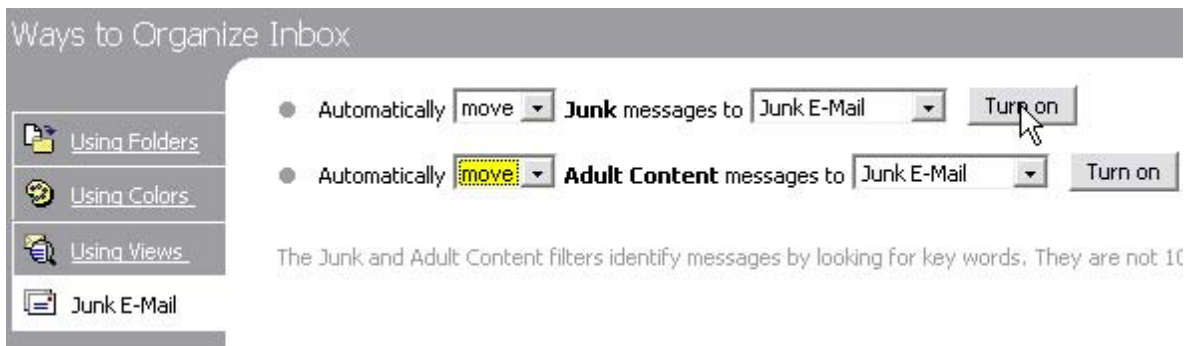 Ways to Organize Inbox
Automatically move Junk messages to Junk E-Mail Turn on
Using Folders
Automatically move Adult Content messages to Junk E-Mail Turn on
Using Colors
Using Views
The Junk and Adult Content filters identify messages by looking for key words. They are not
Junk E-Mail